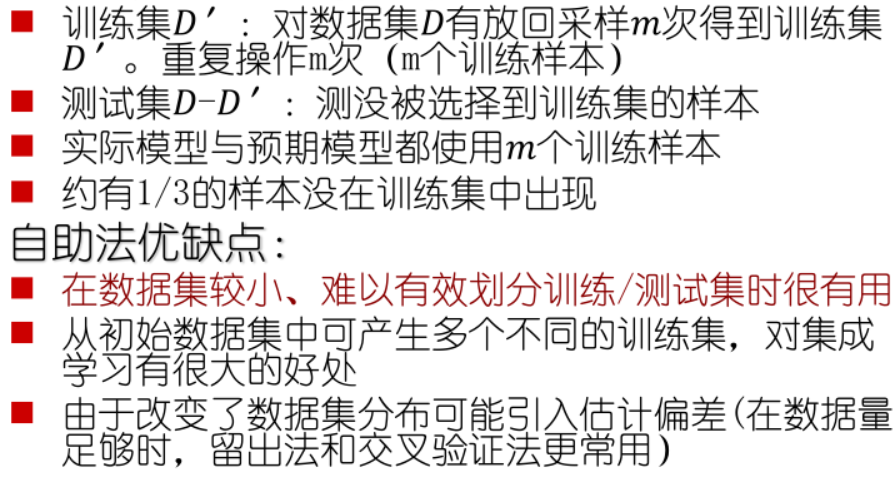 ■ 训练集D′：对数据集D有放回采样m次得到训练集
D′。重复操作m次（m个训练样本）
■ 测试集D-D′：测没被选择到训练集的样本
■ 实际模型与预期模型都使用m个训练样本
■ 约有1/3的样本没在训练集中出现
自助法优缺点：
■ 在数据集较小、难以有效划分训练/测试集时很有用
■ 从初始数据集中可产生多个不同的训练集，对集成
学习有很大的好处
■ 由于改变了数据集分布可能引入估计偏差(在数据量
足够时，留出法和交叉验证法更常用)